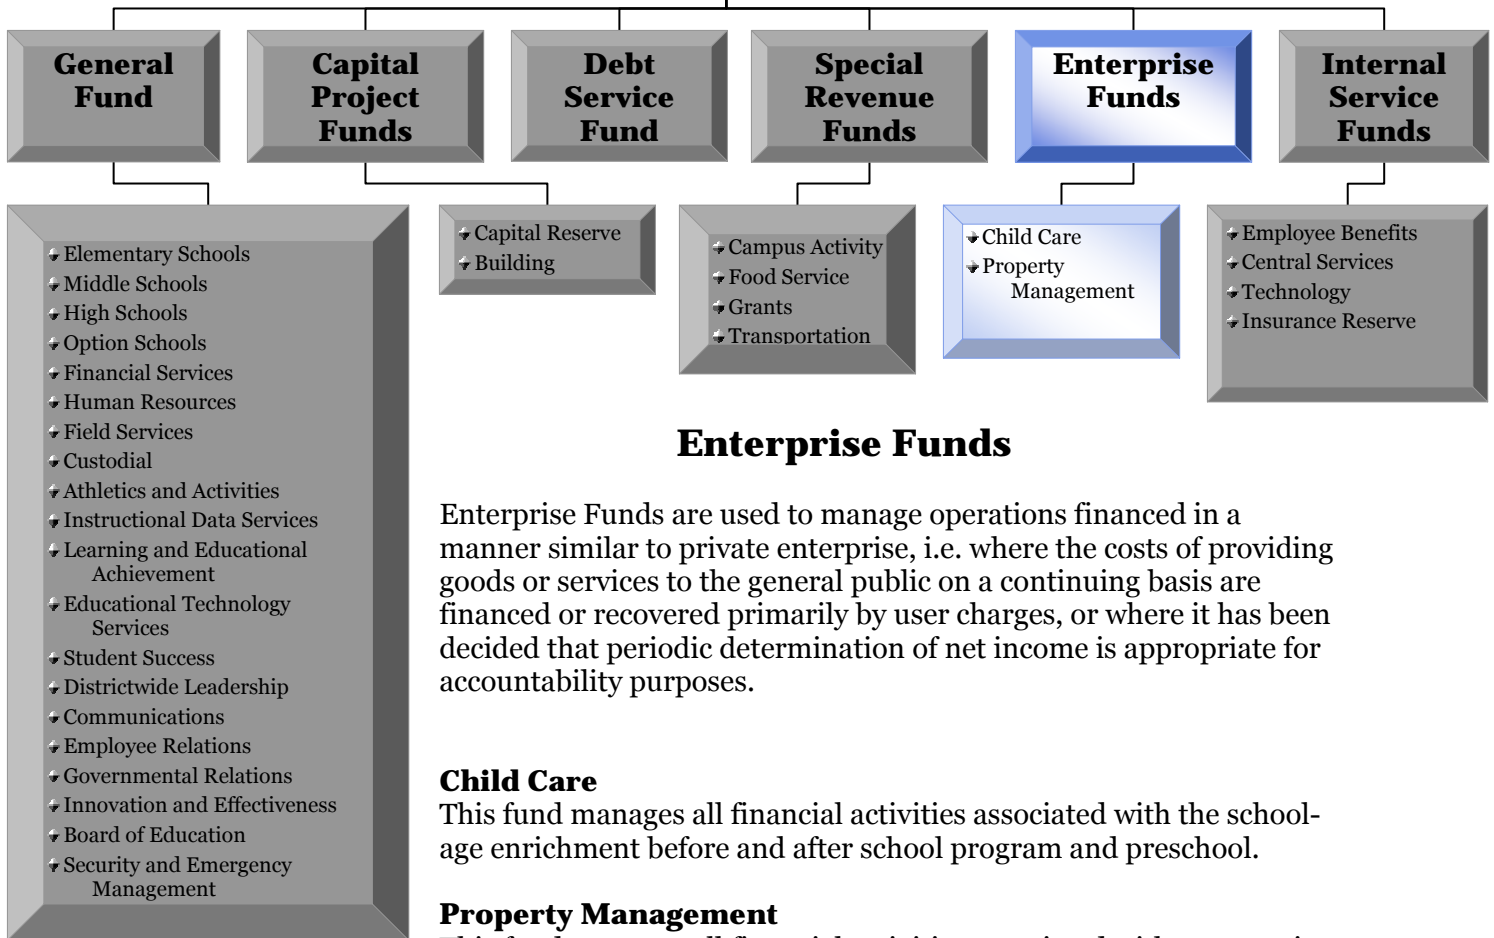 General
Fund
Capital
Project
Funds
Debt
Service
Fund
Special
Revenue
Funds
Enterprise
Funds
Internal
Service
Funds
Elementary Schools
Middle Schools
High Schools
Option Schools
Financial Services
Human Resources
Field Services
Custodial
Athletics and Activities
Instructional Data Services
Learning and Educational
Achievement
Educational Technology
Services
Student Success
Districtwide Leadership
Communications
Employee Relations
Governmental Relations
Innovation and Effectiveness
Board of Education
Security and Emergency
Management
Capital Reserve
Building
Campus Activity
Food Service
Grants
Transportation
Child Care
Property
Management
Employee Benefits
Central Services
Technology
Insurance Reserve
Enterprise Funds
Enterprise Funds are used to manage operations financed in a
manner similar to private enterprise, i.e. where the costs of providing
goods or services to the general public on a continuing basis are
financed or recovered primarily by user charges, or where it has been
decided that periodic determination of net income is appropriate for
accountability purposes.
Child Care
This fund manages all financial activities associated with the school-
age enrichment before and after school program and preschool.
Property Management